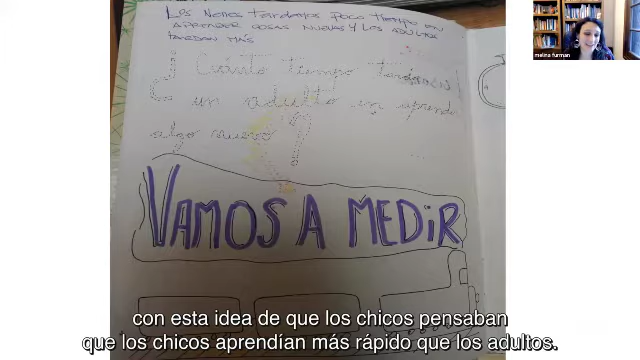 Los nenes tardamos poco tiempo en
aprender cosas nuevas y los adultos
tardan más
¿Cuánto tiempo
un adulto en aprender
algo nuevo?
VAMOS A MEDIR
melina furman
con esta idea de que los chicos pensaban
que los chicos aprendían más rápido que los adultos.